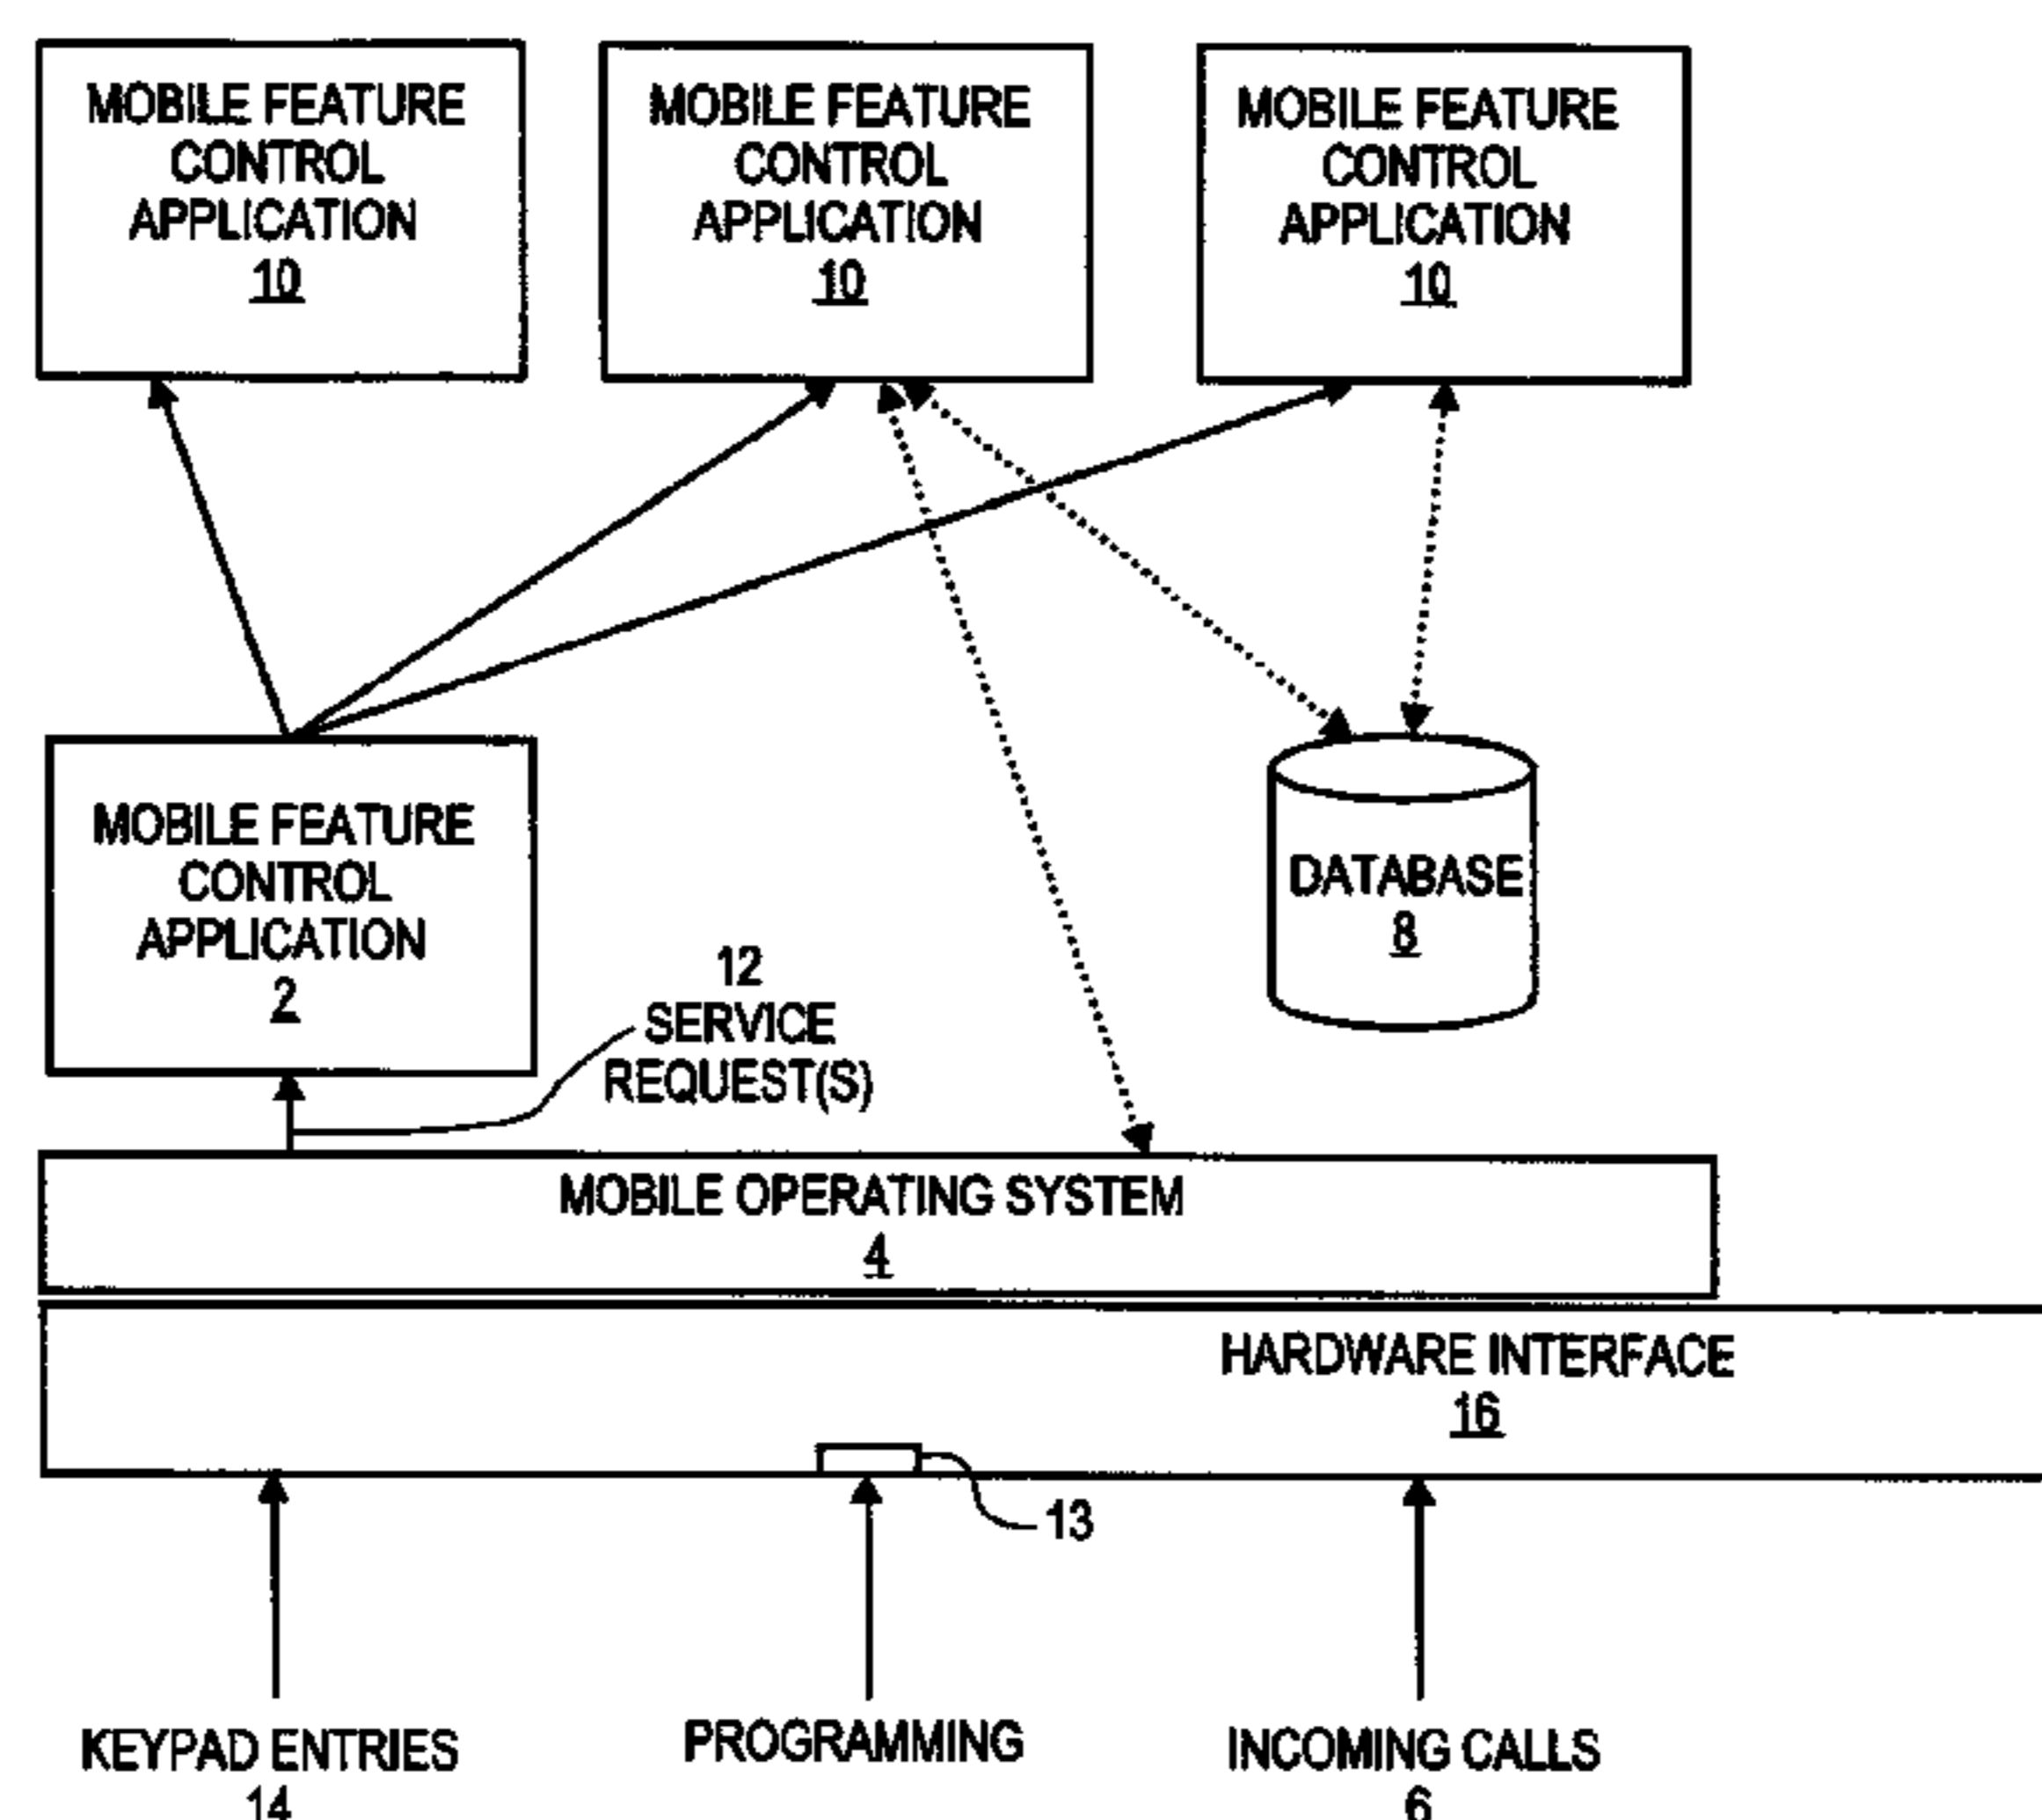 MOBILE FEATURE
CONTROL
APPLICATION
10
MOBILE FEATURE
CONTROL
APPLICATION
10
MOBILE FEATURE
CONTROL
APPLICATION
10
MOBILE FEATURE
CONTROL
APPLICATION
2
DATABASE
8
12
SERVICE
REQUEST(S)
MOBILE OPERATING SYSTEM
4
HARDWARE INTERFACE
16
13
KEYPAD ENTRIES
14
PROGRAMMING
INCOMING CALLS
6